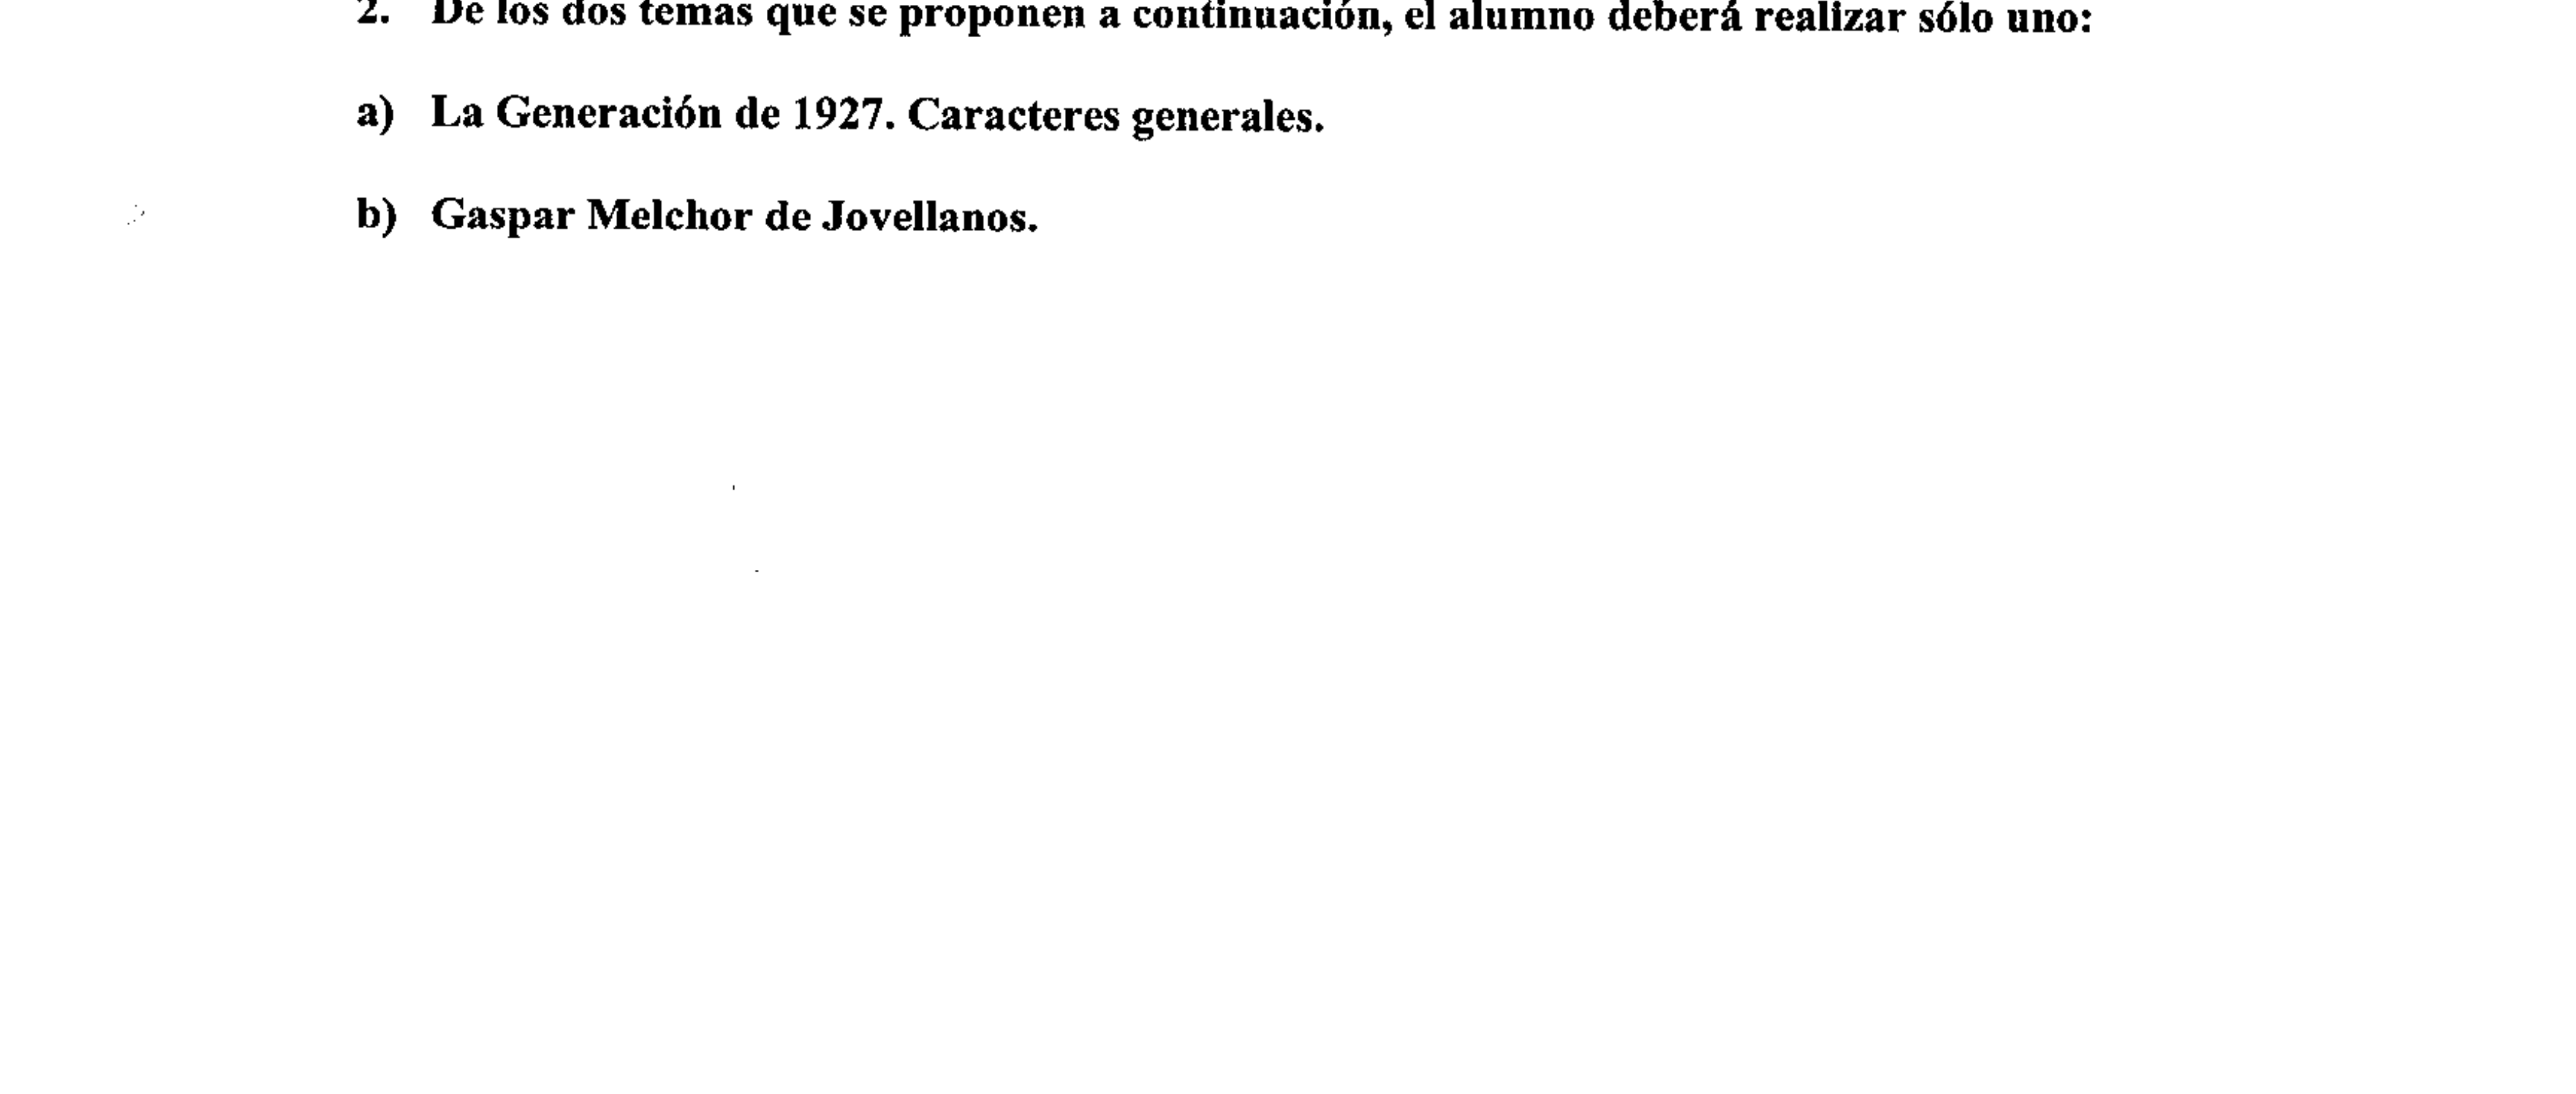 2. De los dos temas que se proponen a continuación, el alumno deberá realizar sólo uno:
a) La Generación de 1927. Caracteres generales.
b) Gaspar Melchor de Jovellanos.